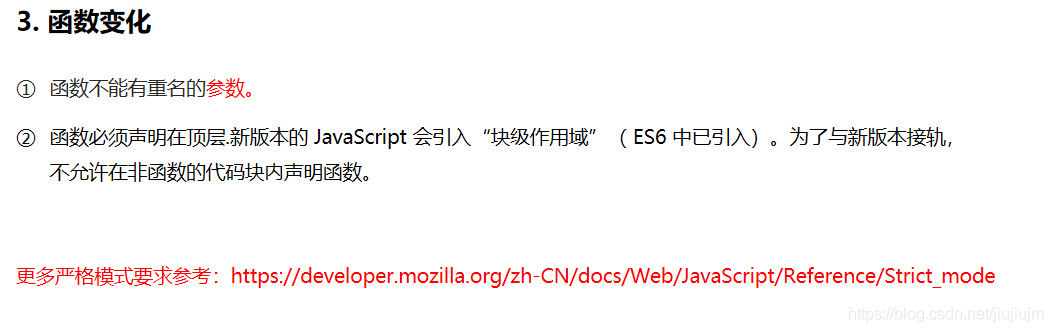 3. 函数变化
① 函数不能有重名的参数。
② 函数必须声明在顶层.新版本的 JavaScript 会引入“块级作用域”（ ES6 中已引入）。为了与新版本接轨，
不允许在非函数的代码块内声明函数。
更多严格模式要求参考：https://developer.mozilla.org/zh-CN/docs/Web/JavaScript/Reference/Strict_mode
https://blog.csdn.net/jiujiujm